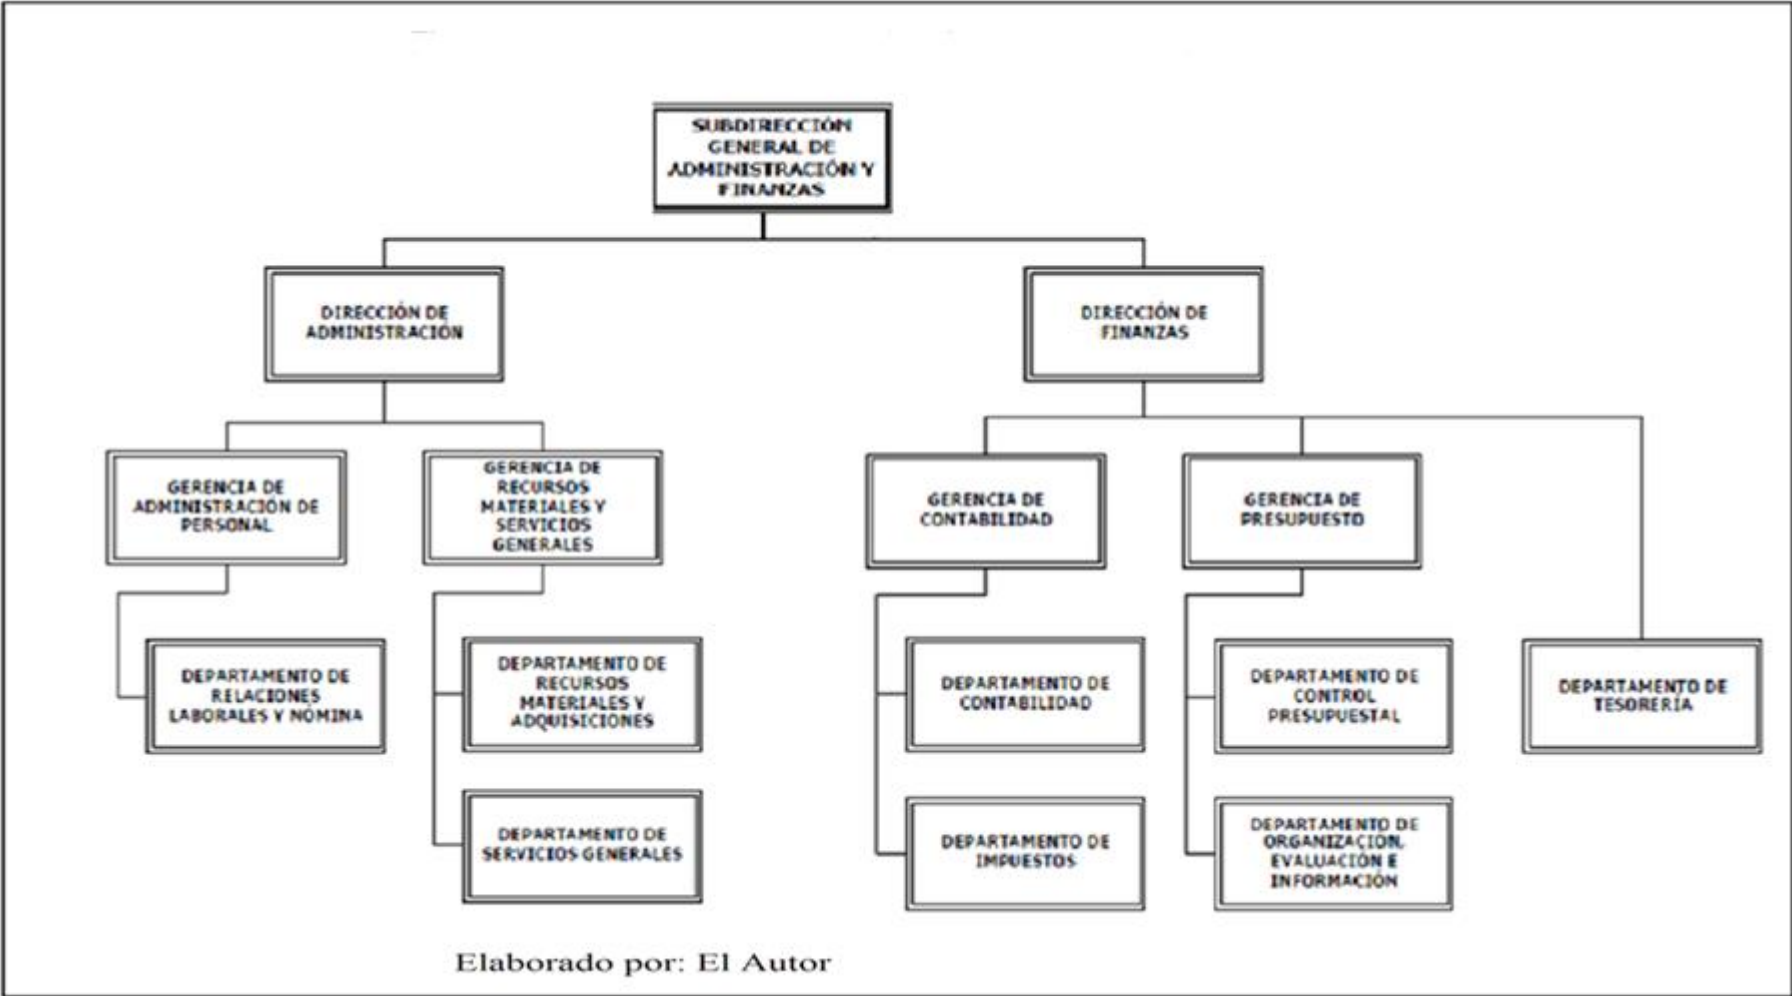 SUBDIRECCIÓN
GENERAL DE
ADMINISTRACIÓN Y
FINANZAS
DIRECCIÓN DE
ADMINISTRACIÓN
DIRECCIÓN DE
FINANZAS
GERENCIA DE
ADMINISTRACIÓN DE
PERSONAL
GERENCIA DE
RECURSOS
MATERIALES Y
SERVICIOS
GENERALES
GERENCIA DE
CONTABILIDAD
GERENCIA DE
PRESUPUESTO
DEPARTAMENTO DE
RELACIONES
LABORALES Y NÓMINA
DEPARTAMENTO DE
RECURSOS
MATERIALES Y
ADQUISICIONES
DEPARTAMENTO DE
CONTABILIDAD
DEPARTAMENTO DE
CONTROL
PRESUPUESTAL
DEPARTAMENTO DE
TESORERÍA
DEPARTAMENTO DE
SERVICIOS GENERALES
DEPARTAMENTO DE
IMPUESTOS
DEPARTAMENTO DE
ORGANIZACIÓN,
EVALUACIÓN E
INFORMACIÓN
Elaborado por: El Autor